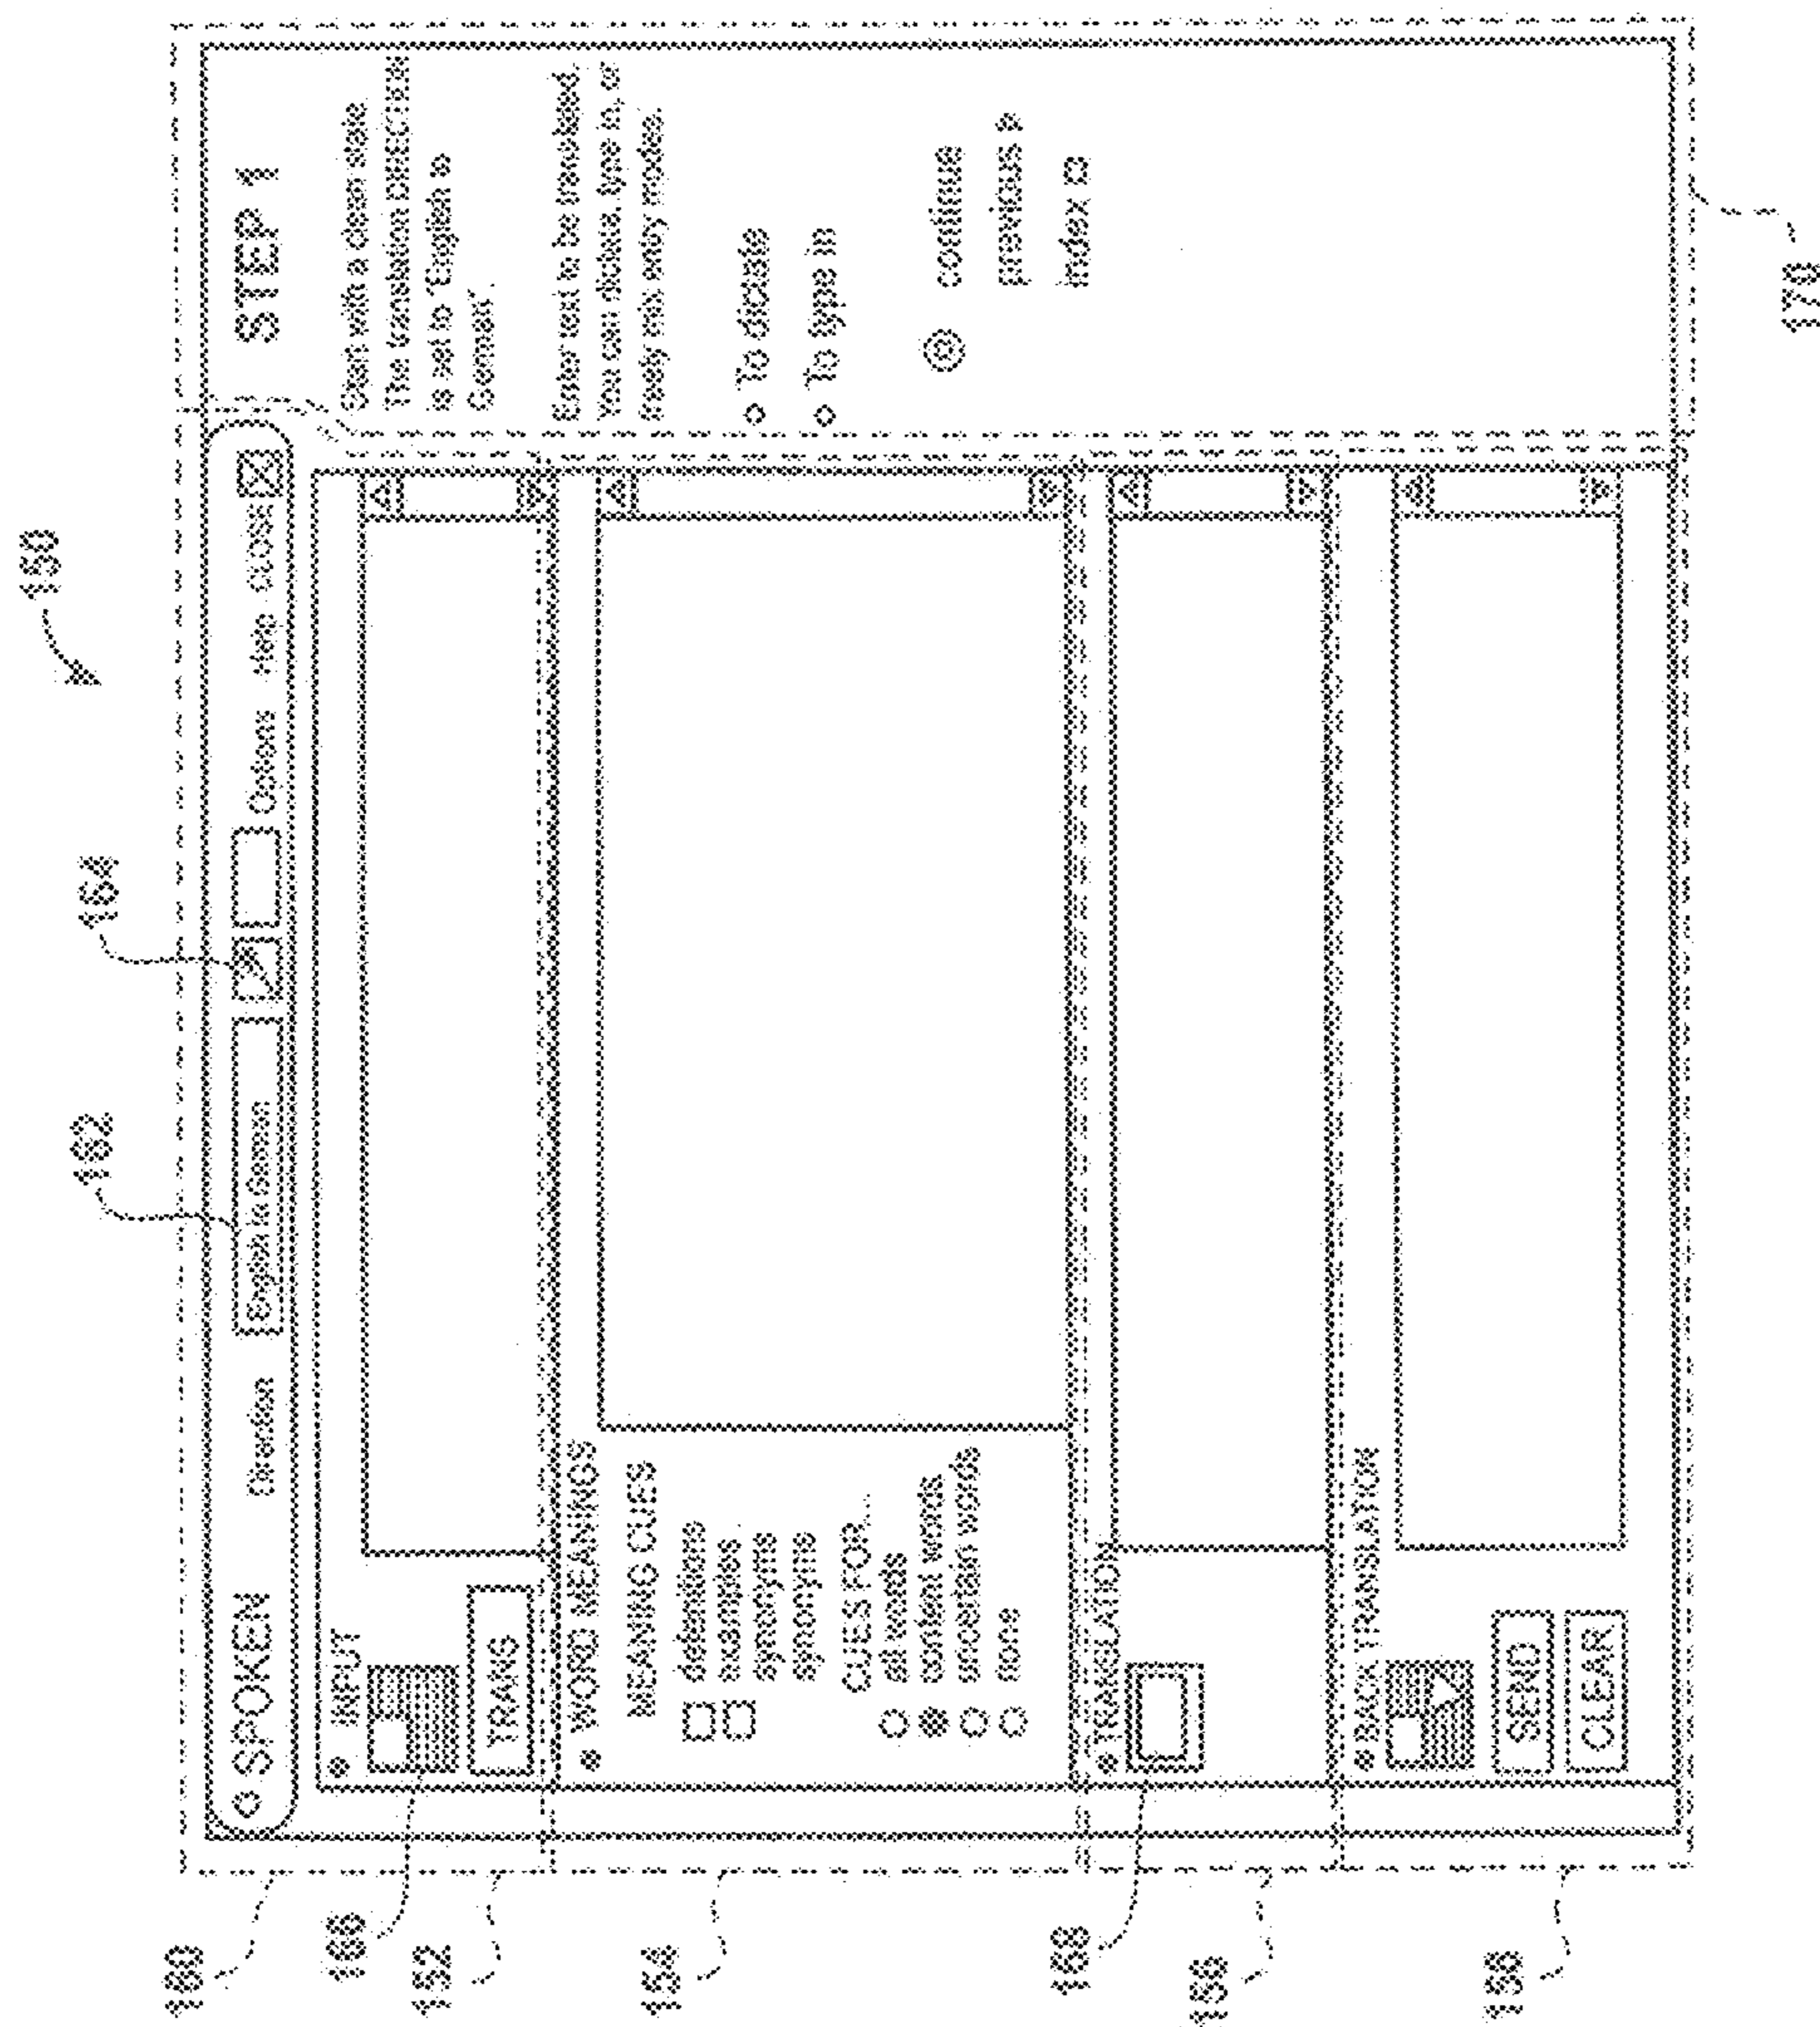 150
160
162
164
SPOKEN Direction English to German Options Help CLOSE
166
152
INPUT
TRANS
154
WORD MEANINGS
MEANING CUES
definitions
examples
synonyms
antonyms
CUES FOR...
all words
content words
uncertain words
168
156
TRANSLATION
158
BACK TRANSLATION
SEND
CLEAR
STEP 1
Start with a clean slate
The translation DIRECTION
is set to "English to
German".
Enter text to be translated
You can dictate, type in, or
freely mix entry modes.
To dictate
To type in
continue
previous
index
170